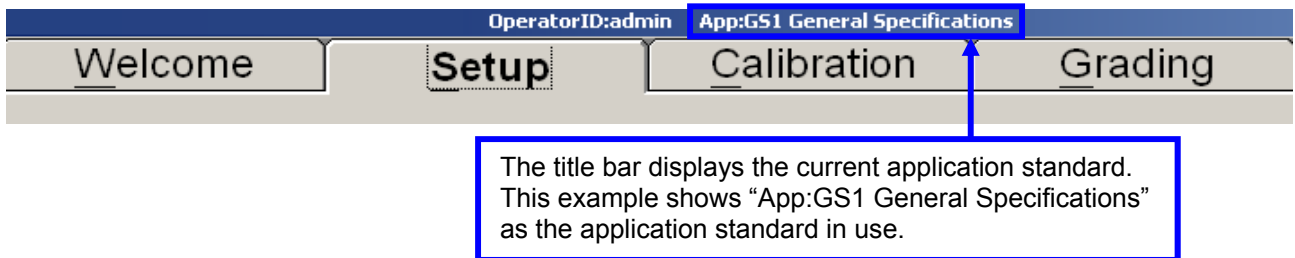 OperatorID:admin App:GS1 General Specifications
Welcome Setup Calibration Grading
The title bar displays the current application standard.
This example shows “App:GS1 General Specifications”
as the application standard in use.